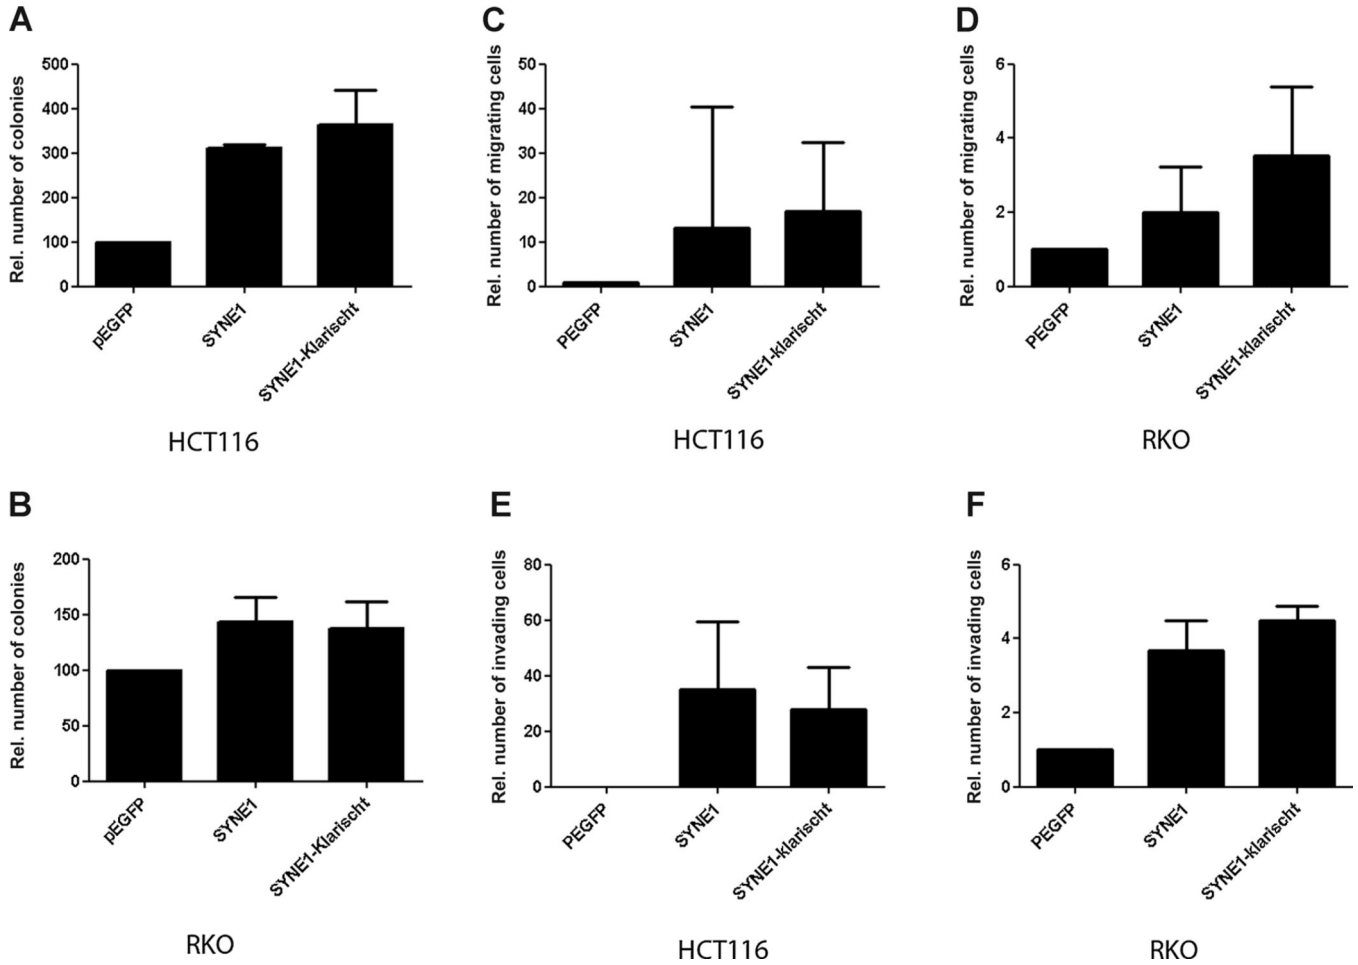 A
Rel. number of colonies
500
400
300
200
100
0
pEGFP
SYNE1
SYNE1-Klarischt
HCT116
C
Rel. number of migrating cells
50
40
30
20
10
0
PEGFP
SYNE1
SYNE1-klarischt
HCT116
D
Rel. number of migrating cells
6
4
2
0
PEGFP
SYNE1
SYNE1-klarischt
RKO
B
Rel. number of colonies
200
150
100
50
0
pEGFP
SYNE1
SYNE1-Klarischt
RKO
E
Rel. number of invading cells
80
60
40
20
0
PEGFP
SYNE1
SYNE1-klarischt
HCT116
F
Rel. number of invading cells
6
4
2
0
PEGFP
SYNE1
SYNE1-klarischt
RKO